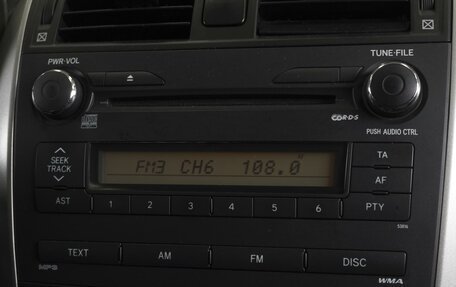 PWR·VOL
TUNE·FILE
R·D·S
PUSH AUDIO CTRL
SEEK
TRACK
FM3 CH6 108.0
TA
AF
AST 1 2 3 4 5 6 PTY
TEXT AM FM DISC
MP3 WMA